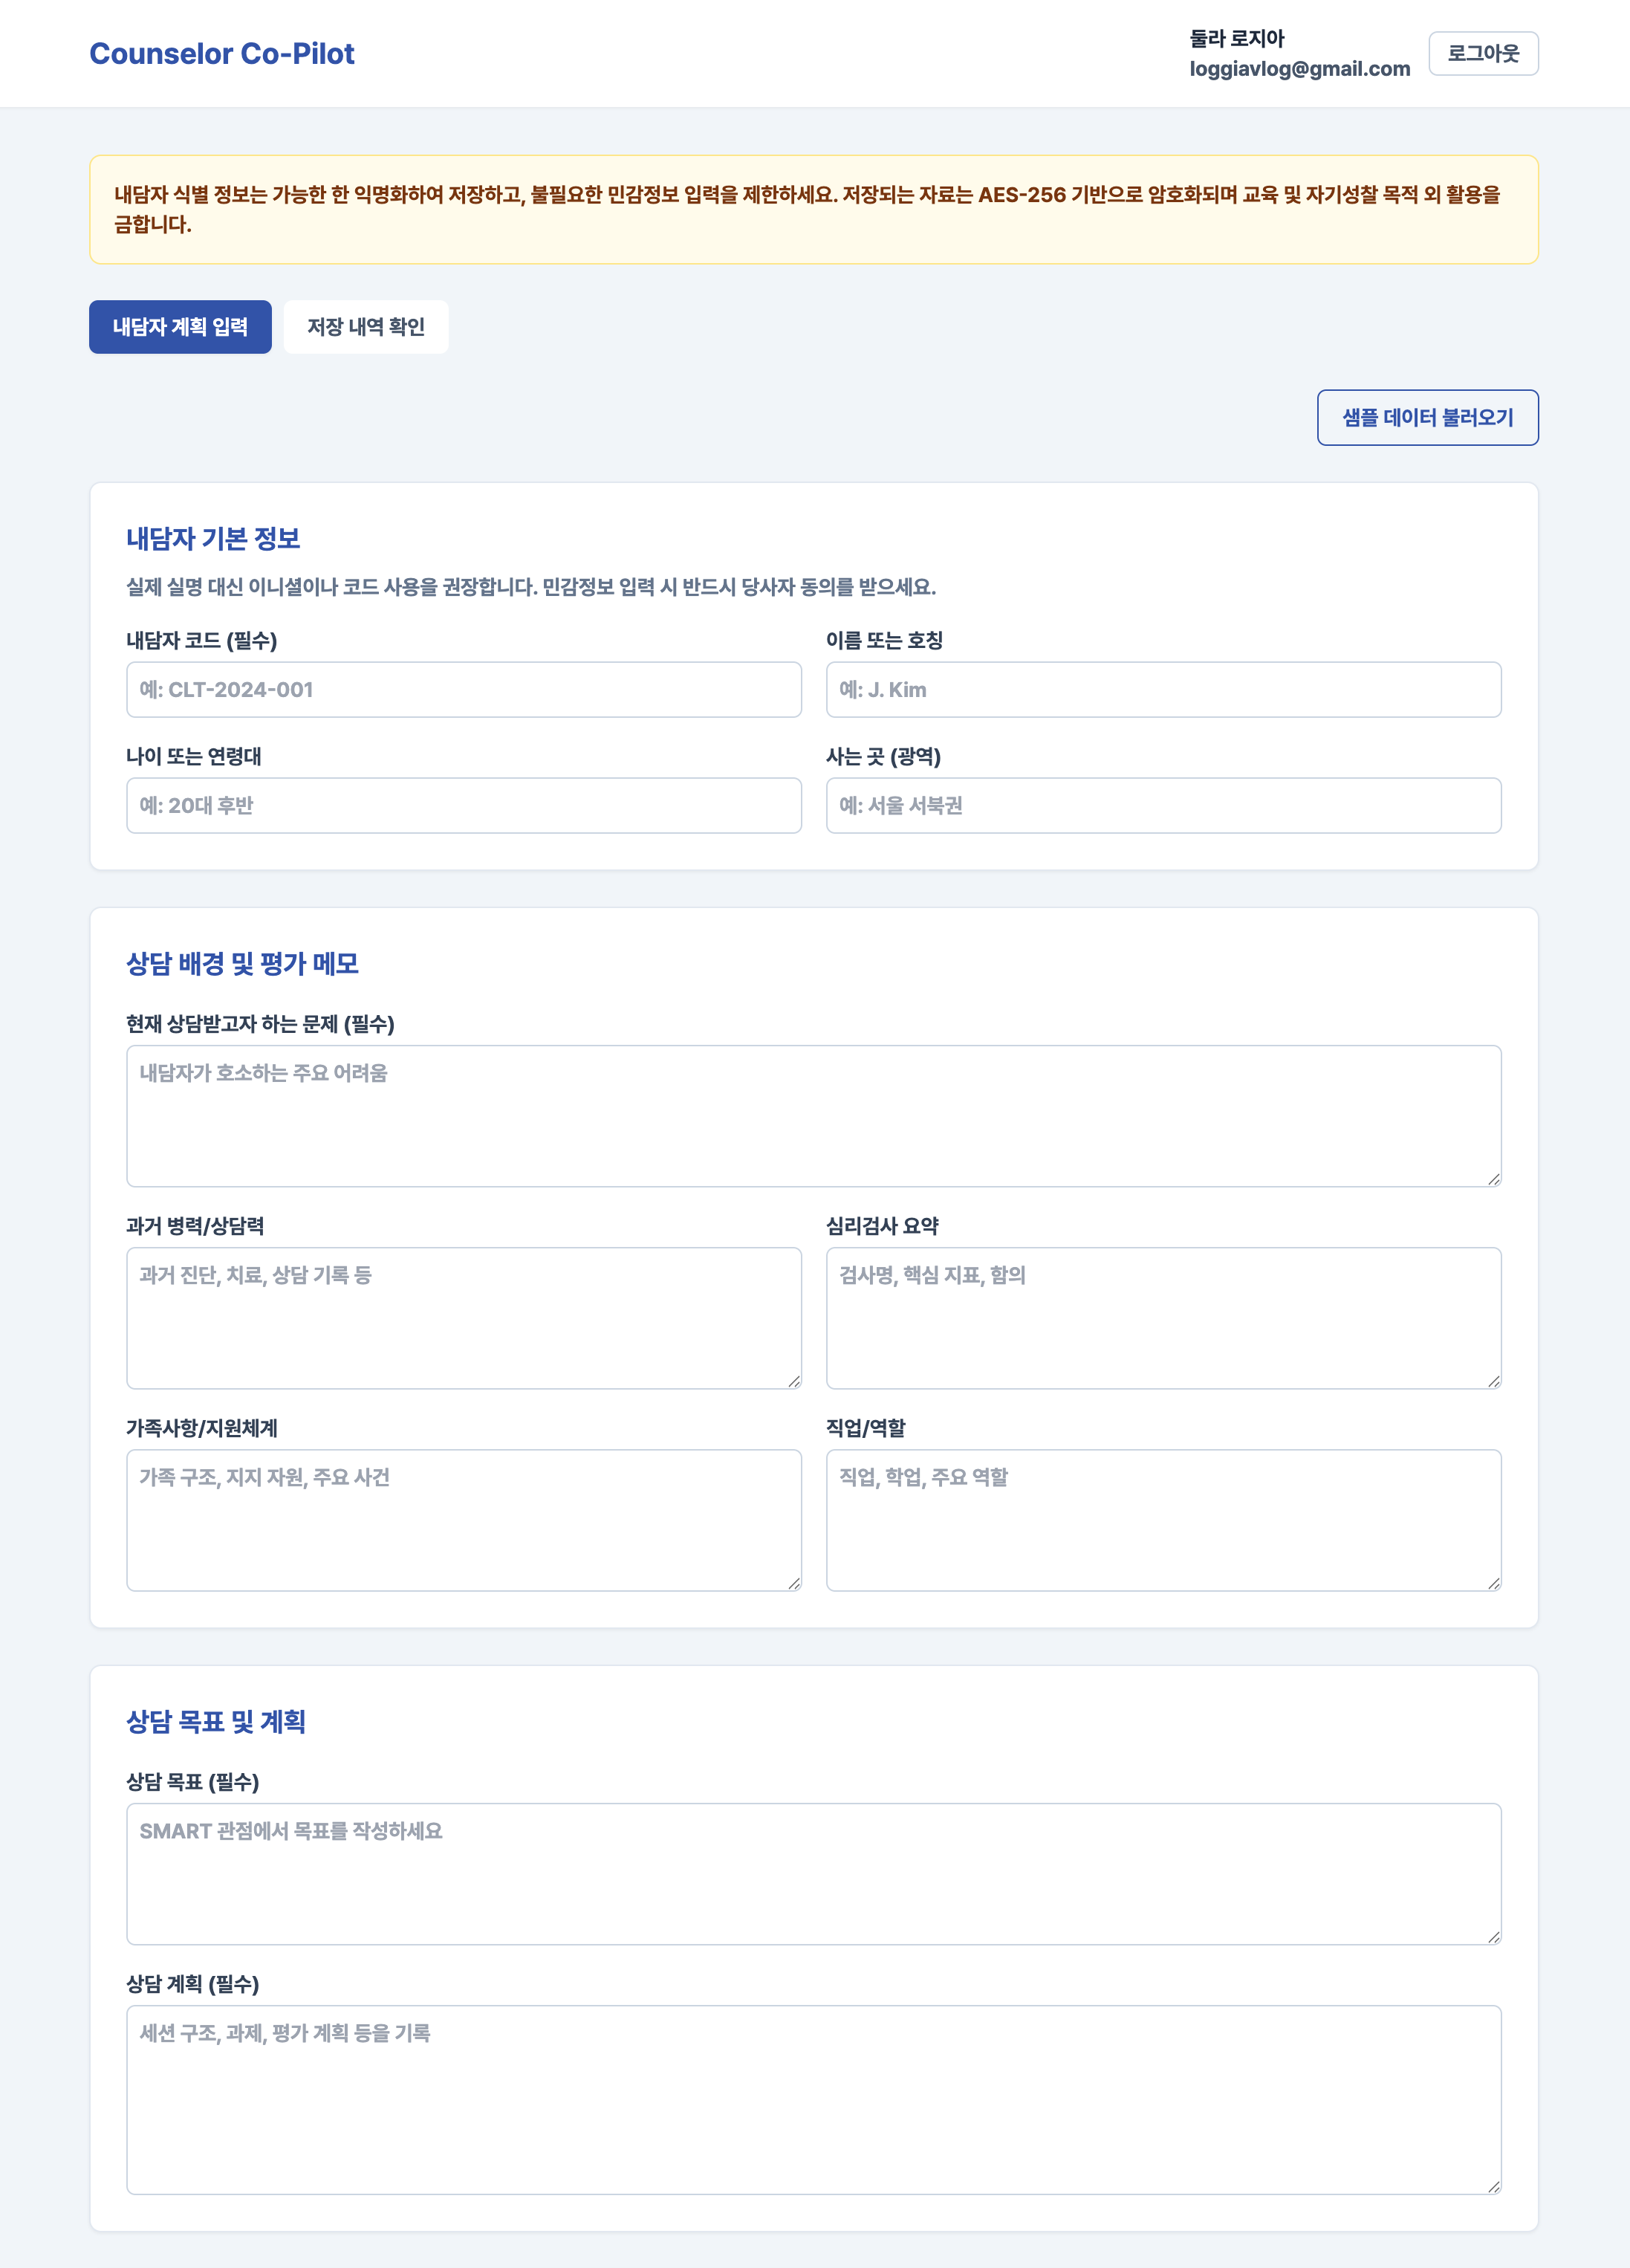 Counselor Co-Pilot
둘라 로지아
loggiavlog@gmail.com
로그아웃
내담자 식별 정보는 가능한 한 익명화하여 저장하고, 불필요한 민감정보 입력을 제한하세요. 저장되는 자료는 AES-256 기반으로 암호화되며 교육 및 자기성찰 목적 외 활용을
금합니다.
내담자 계획 입력
저장 내역 확인
샘플 데이터 불러오기
내담자 기본 정보
실제 실명 대신 이니셜이나 코드 사용을 권장합니다. 민감정보 입력 시 반드시 당사자 동의를 받으세요.
내담자 코드 (필수)
이름 또는 호칭
예: CLT-2024-001
예: J. Kim
나이 또는 연령대
사는 곳 (광역)
예: 20대 후반
예: 서울 서북권
상담 배경 및 평가 메모
현재 상담받고자 하는 문제 (필수)
내담자가 호소하는 주요 어려움
과거 병력/상담력
심리검사 요약
과거 진단, 치료, 상담 기록 등
검사명, 핵심 지표, 함의
가족사항/지원체계
직업/역할
가족 구조, 지지 자원, 주요 사건
직업, 학업, 주요 역할
상담 목표 및 계획
상담 목표 (필수)
SMART 관점에서 목표를 작성하세요
상담 계획 (필수)
세션 구조, 과제, 평가 계획 등을 기록